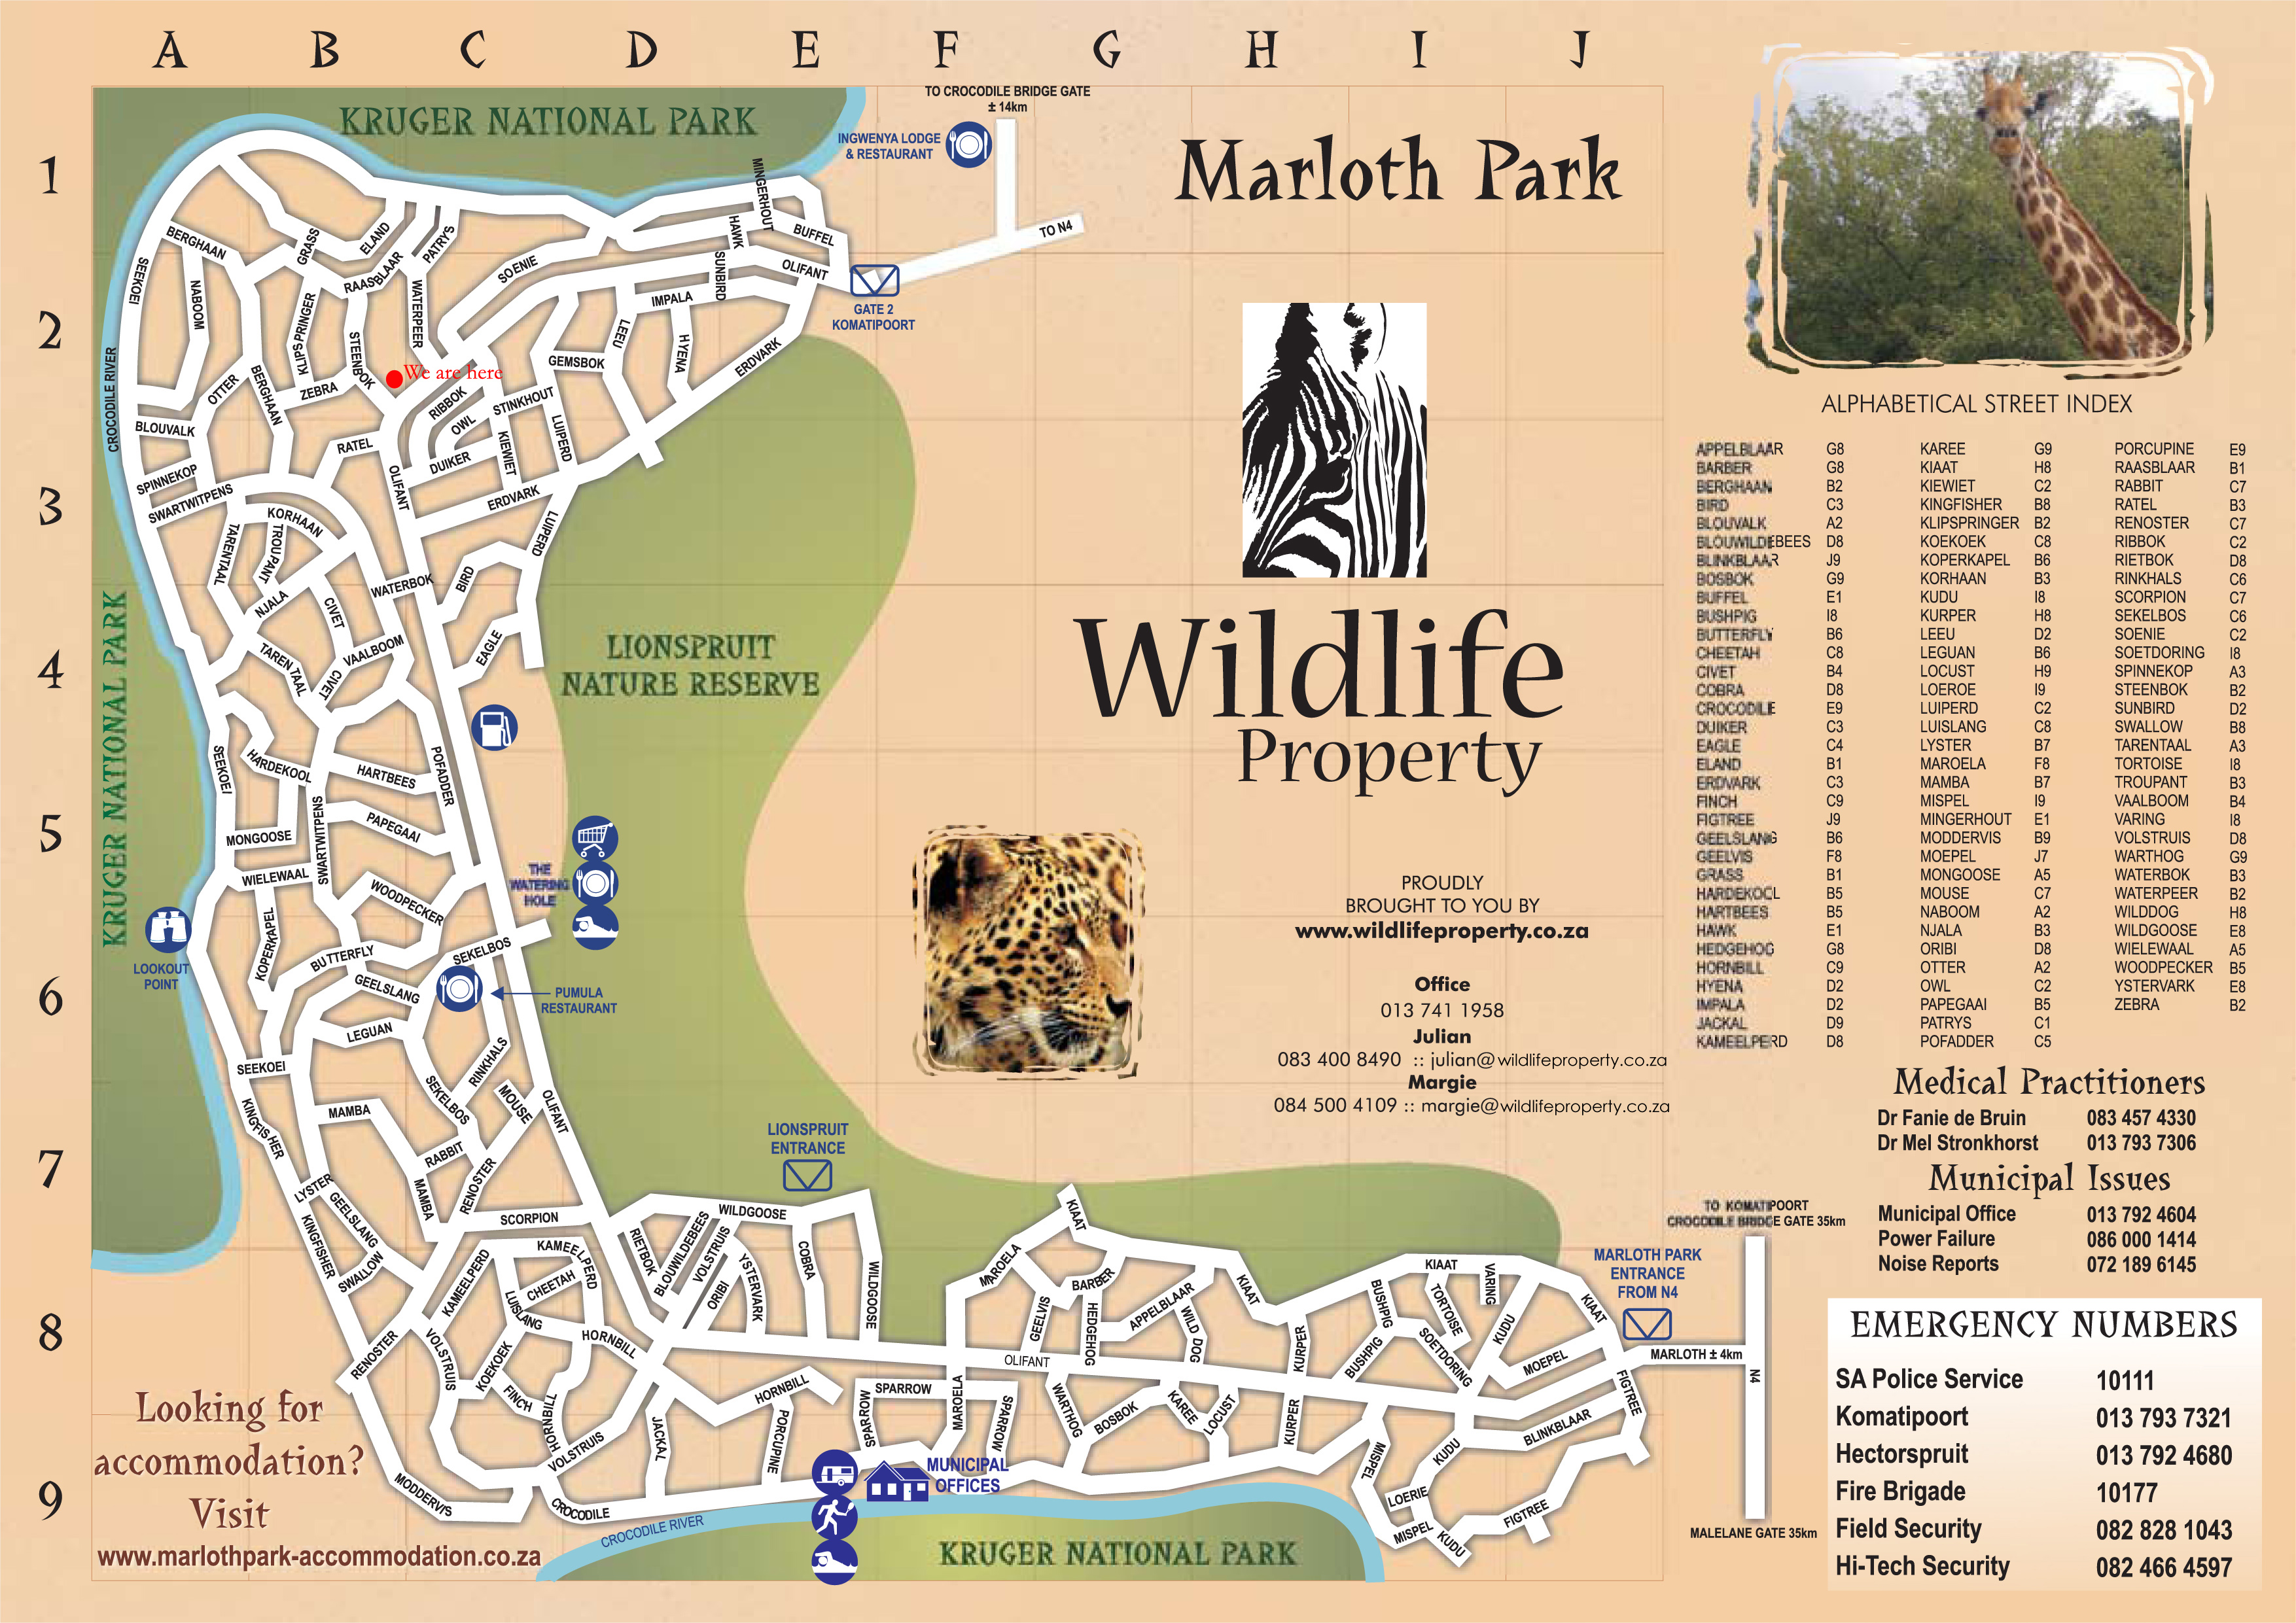 A B C D E F G H I J
1
2
3
4
5
6
7
8
9
KRUGER NATIONAL PARK
TO CROCODILE BRIDGE GATE
± 14km
INGWENYA LODGE
& RESTAURANT
TO N4
Marloth Park
MINGERHOUT
HAWK
BUFFEL
BERGHAAN
GRASS
ELAND
PATRYS
RAASBLAAR
SOENIE
SUNBIRD
OLIFANT
GATE 2
KOMATIPOORT
SEEKOEI
NABOOM
KLIPSPRINGER
STEENBOK
WATERPEER
IMPALA
LEEU
HYENA
GEMSBOK
ERDVARK
CROCODILE RIVER
OTTER
BERGHAAN
ZEBRA
We are here
RIBBOK
OWL
STINKHOUT
LUIPERD
BLOUVALK
RATEL
DUIKER
KIEWIET
SPINNEKOP
SWARTWITPENS
OLIFANT
ERDVARK
KORHAAN
TARENTAAL
TROUPANT
LUIPERD
NJALA
CIVET
WATERBOK
BIRD
KRUGER NATIONAL PARK
TAREN TAAL
CIVET
VAALBOOM
EAGLE
LIONSPRUIT
NATURE RESERVE
Wildlife
Property
SEEKOEI
HARDEKOOL
HARTBEES
POFADDER
MONGOOSE
SWARTWITPENS
PAPEGAAI
WIELEWAAL
WOODPECKER
THE
WATERING
HOLE
LOOKOUT
POINT
KOPERKAPEL
BUTTERFLY
SEKELBOS
GEELSLANG
PUMULA
RESTAURANT
LEGUAN
SEEKOEI
RINKHALS
SEKELBOS
MOUSE
OLIFANT
KINGFISHER
MAMBA
RABBIT
RENOSTER
MAMBA
LYSTER
GEELSLANG
KINGFISHER
SWALLOW
SCORPION
LIONSPRUIT
ENTRANCE
WILDGOOSE
RIETBOK
BLOUWILDEBEES
VOLSTRUIS
ORIBI
YSTERVARK
COBRA
WILDGOOSE
KAMEELPERD
KAMEELPERD
CHEETAH
LUISLANG
HORNBILL
RENOSTER
VOLSTRUIS
KOEKOEK
FINCH
HORNBILL
VOLSTRUIS
MODDERVIS
CROCODILE
JACKAL
HORNBILL
PORCUPINE
SPARROW
SPARROW
MAROELA
SPARROW
MUNICIPAL
OFFICES
CROCODILE RIVER
KRUGER NATIONAL PARK
KIAAT
MAROELA
BARBER
GEELVIS
HEDGEHOG
APPELBLAAR
WILD DOG
KIAAT
OLIFANT
KURPER
BUSHPIG
BUSHPIG
KIAAT
VARING
TORTOISE
SOETDORING
KUDU
KIAAT
MOEPEL
WARTHOG
BOSBOK
KAREE
LOCUST
KURPER
MISPEL
KUDU
BLINKBLAAR
FIGTREE
LOERIE
MISPEL
KUDU
FIGTREE
TO KOMATIPOORT
CROCODILE BRIDGE GATE 35km
MARLOTH PARK
ENTRANCE
FROM N4
MARLOTH ± 4km
N4
MALELANE GATE 35km
PROUDLY
BROUGHT TO YOU BY
www.wildlifeproperty.co.za
Office
013 741 1958
Julian
083 400 8490 :: julian@wildlifeproperty.co.za
Margie
084 500 4109 :: margie@wildlifeproperty.co.za
Looking for
accommodation?
Visit
www.marlothpark-accommodation.co.za
ALPHABETICAL STREET INDEX
APPELBLAAR G8
BARBER G8
BERGHAAN B2
BIRD C3
BLOUVALK A2
BLOUWILDEBEES D8
BLINKBLAAR J9
BOSBOK G9
BUFFEL E1
BUSHPIG I8
BUTTERFLY B6
CHEETAH C8
CIVET B4
COBRA D8
CROCODILE E9
DUIKER C3
EAGLE C4
ELAND B1
ERDVARK C3
FINCH C9
FIGTREE J9
GEELSLANG B6
GEELVIS F8
GRASS B1
HARDEKOOL B5
HARTBEES B5
HAWK E1
HEDGEHOG G8
HORNBILL C9
HYENA D2
IMPALA D2
JACKAL D9
KAMEELPERD D8
KAREE G9
KIAAT H8
KIEWIET C2
KINGFISHER B8
KLIPSPRINGER B2
KOEKOEK C8
KOPERKAPEL B6
KORHAAN B3
KUDU I8
KURPER H8
LEEU D2
LEGUAN B6
LOCUST H9
LOEROE I9
LUIPERD C2
LUISLANG C8
LYSTER B7
MAROELA F8
MAMBA B7
MISPEL I9
MINGERHOUT E1
MODDERVIS B9
MOEPEL J7
MONGOOSE A5
MOUSE C7
NABOOM A2
NJALA B3
ORIBI D8
OTTER A2
OWL C2
PAPEGAAI B5
PATRYS C1
POFADDER C5
PORCUPINE E9
RAASBLAAR B1
RABBIT C7
RATEL B3
RENOSTER C7
RIBBOK C2
RIETBOK D8
RINKHALS C6
SCORPION C7
SEKELBOS C6
SOENIE C2
SOETDORING I8
SPINNEKOP A3
STEENBOK B2
SUNBIRD D2
SWALLOW B8
TARENTAAL A3
TORTOISE I8
TROUPANT B3
VAALBOOM B4
VARING I8
VOLSTRUIS D8
WARTHOG G9
WATERBOK B3
WATERPEER B2
WILDDOG H8
WILDGOOSE E8
WIELEWAAL A5
WOODPECKER B5
YSTERVARK E8
ZEBRA B2
Medical Practitioners
Dr Fanie de Bruin 083 457 4330
Dr Mel Stronkhorst 013 793 7306
Municipal Issues
Municipal Office 013 792 4604
Power Failure 086 000 1414
Noise Reports 072 189 6145
EMERGENCY NUMBERS
SA Police Service 10111
Komatipoort 013 793 7321
Hectorspruit 013 792 4680
Fire Brigade 10177
Field Security 082 828 1043
Hi-Tech Security 082 466 4597